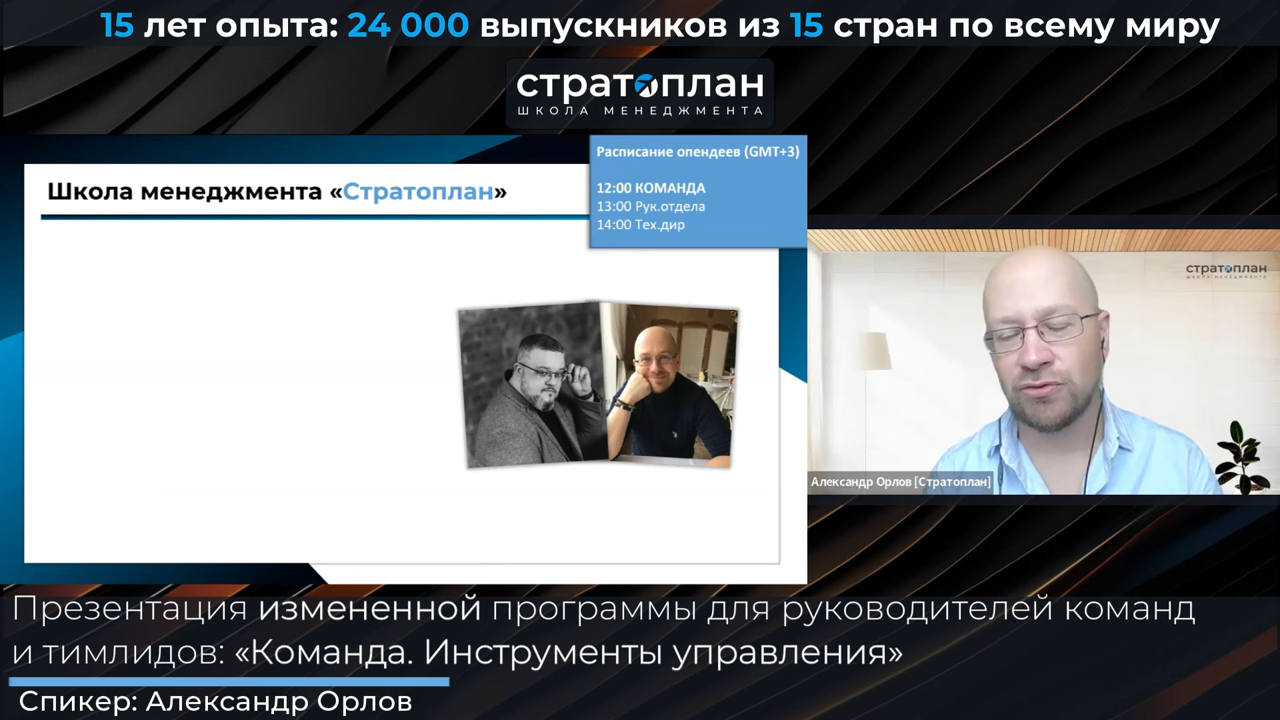 15 лет опыта: 24 000 выпускников из 15 стран по всему миру
стратоплан
ШКОЛА МЕНЕДЖМЕНТА
Школа менеджмента «Стратоплан»
Расписание опендеев (GMT+3)
12:00 КОМАНДА
13:00 Рук.отдела
14:00 Тех.дир
стратоплан
ШКОЛА МЕНЕДЖМЕНТА
Александр Орлов [Стратоплан]
Презентация измененной программы для руководителей команд
и тимлидов: «Команда. Инструменты управления»
Спикер: Александр Орлов